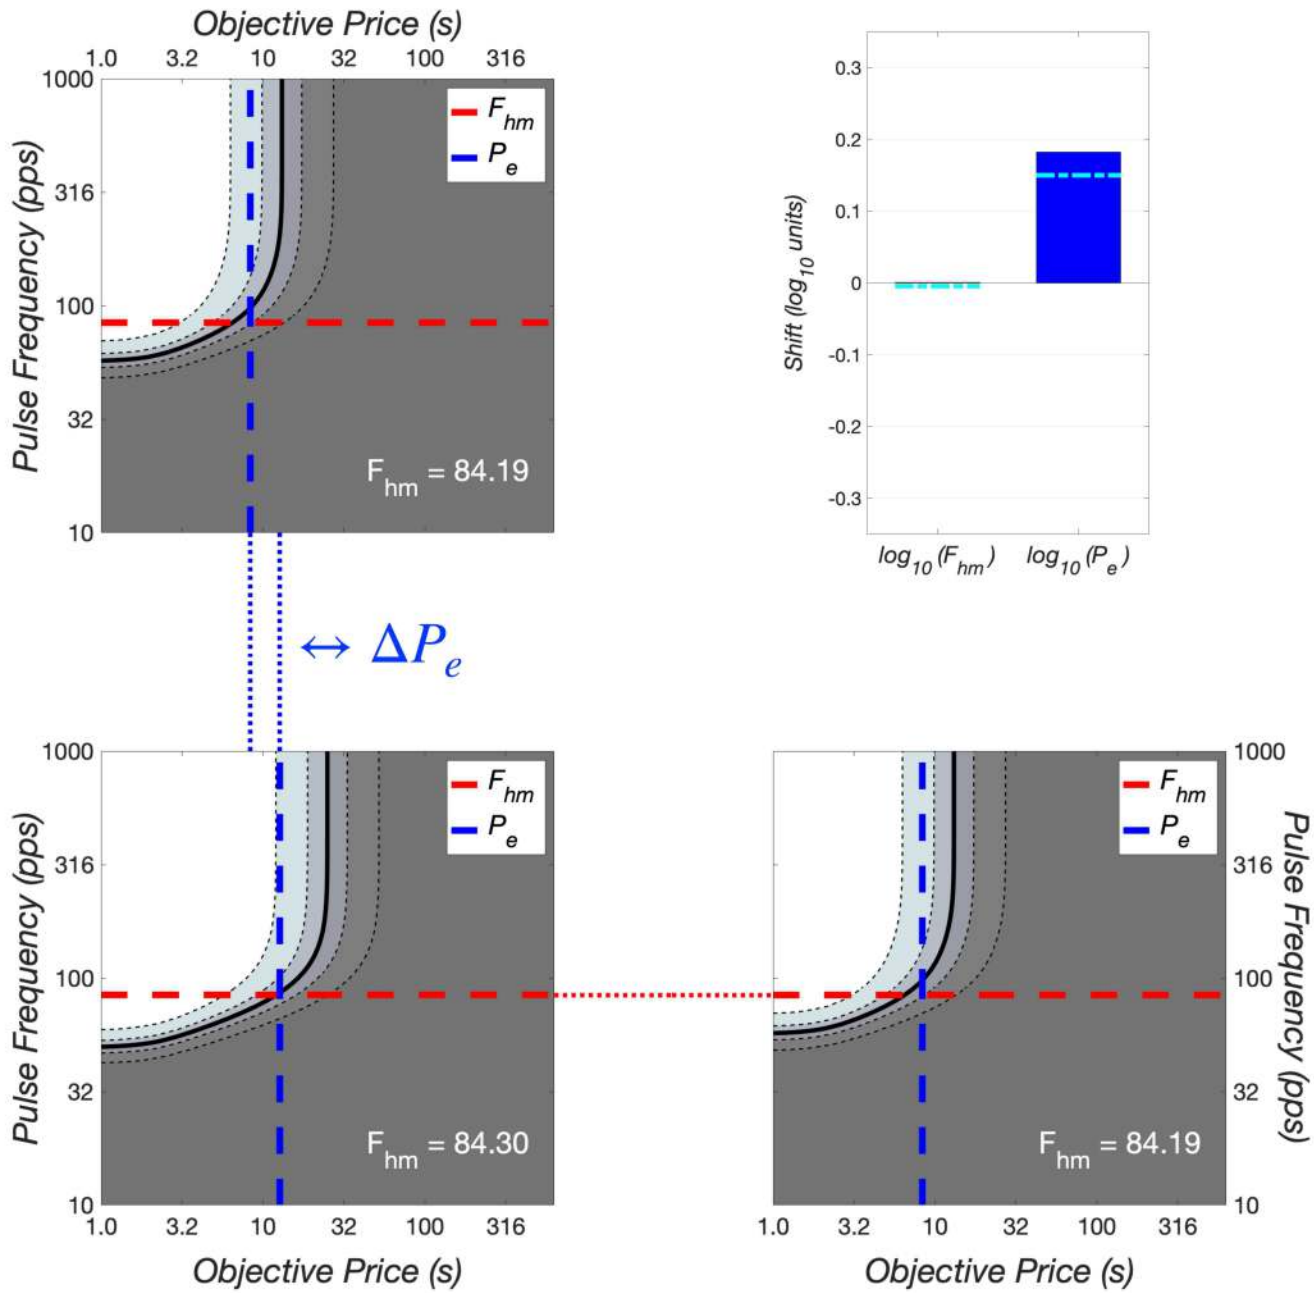 Objective Price (s)
1.0 3.2 10 32 100 316
1000
316
100
32
10
Pulse Frequency (pps)
F_hm
P_e
F_hm = 84.19
0.3
0.2
0.1
0
-0.1
-0.2
-0.3
Shift (log_10 units)
log_10 (F_hm) log_10 (P_e)
↔ ΔP_e
1000
316
100
32
10
Pulse Frequency (pps)
F_hm
P_e
F_hm = 84.30
1.0 3.2 10 32 100 316
Objective Price (s)
F_hm
P_e
F_hm = 84.19
1000
316
100
32
10
Pulse Frequency (pps)
1.0 3.2 10 32 100 316
Objective Price (s)